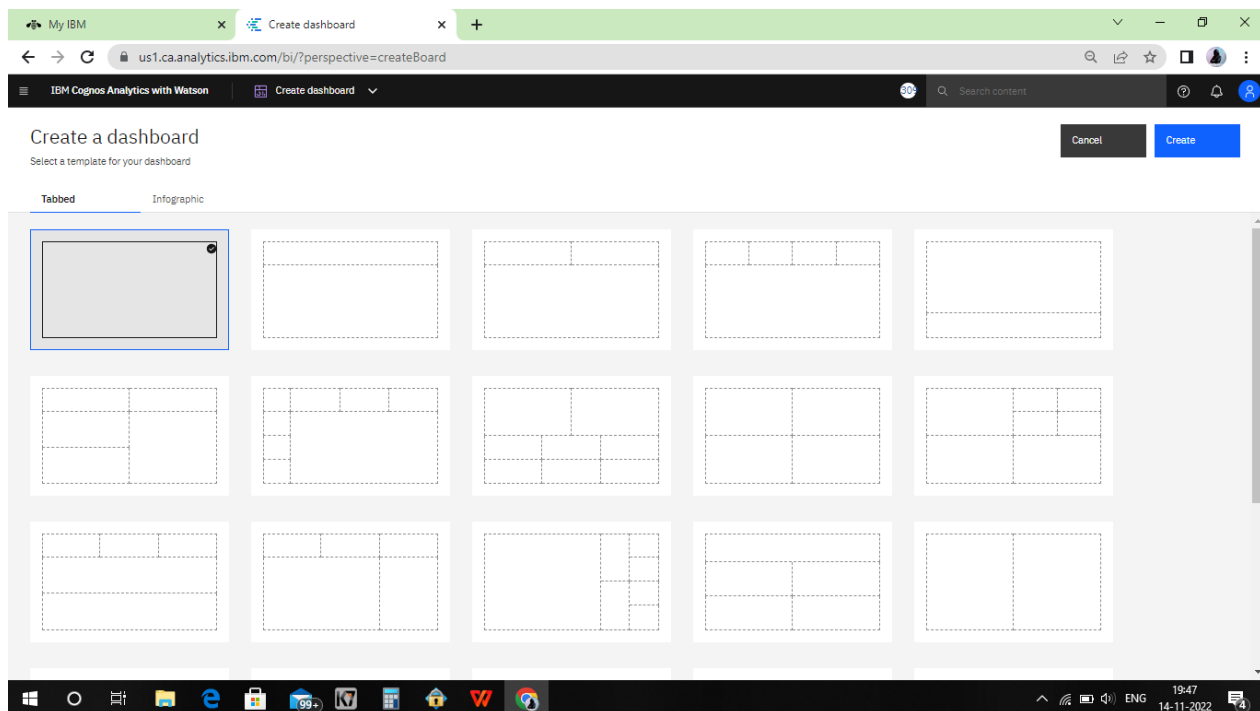 My IBM
Create dashboard
us1.ca.analytics.ibm.com/bi/?perspective=createBoard
IBM Cognos Analytics with Watson
Create dashboard
Search content
Create a dashboard
Cancel
Create
Select a template for your dashboard
Tabbed
Infographic
99+
ENG
19:47
14-11-2022
4